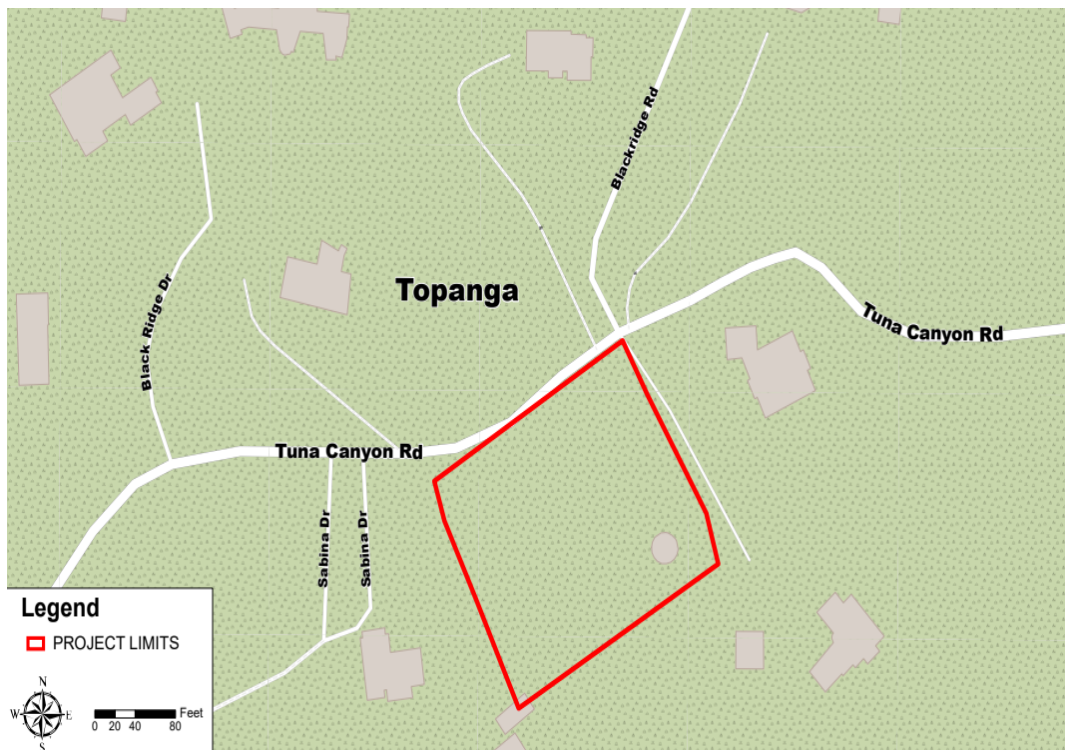 Blackridge Rd
Black Ridge Dr
Topanga
Tuna Canyon Rd
Tuna Canyon Rd
Sabina Dr
Sabina Dr
Legend
PROJECT LIMITS
N
W E
S
Feet
0 20 40 80